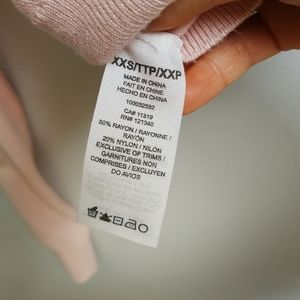 XXS/TTP/XXP
MADE IN CHINA
FAIT EN CHINE
HECHO EN CHINA
100032592
CA# 11319
RN# 121340
50% RAYON / RAYONNE /
RAYÓN
20% NYLON / NILÓN
EXCLUSIVE OF TRIMS /
GARNITURES NON
COMPRISES / EXCLUYEN
DO AVIOS